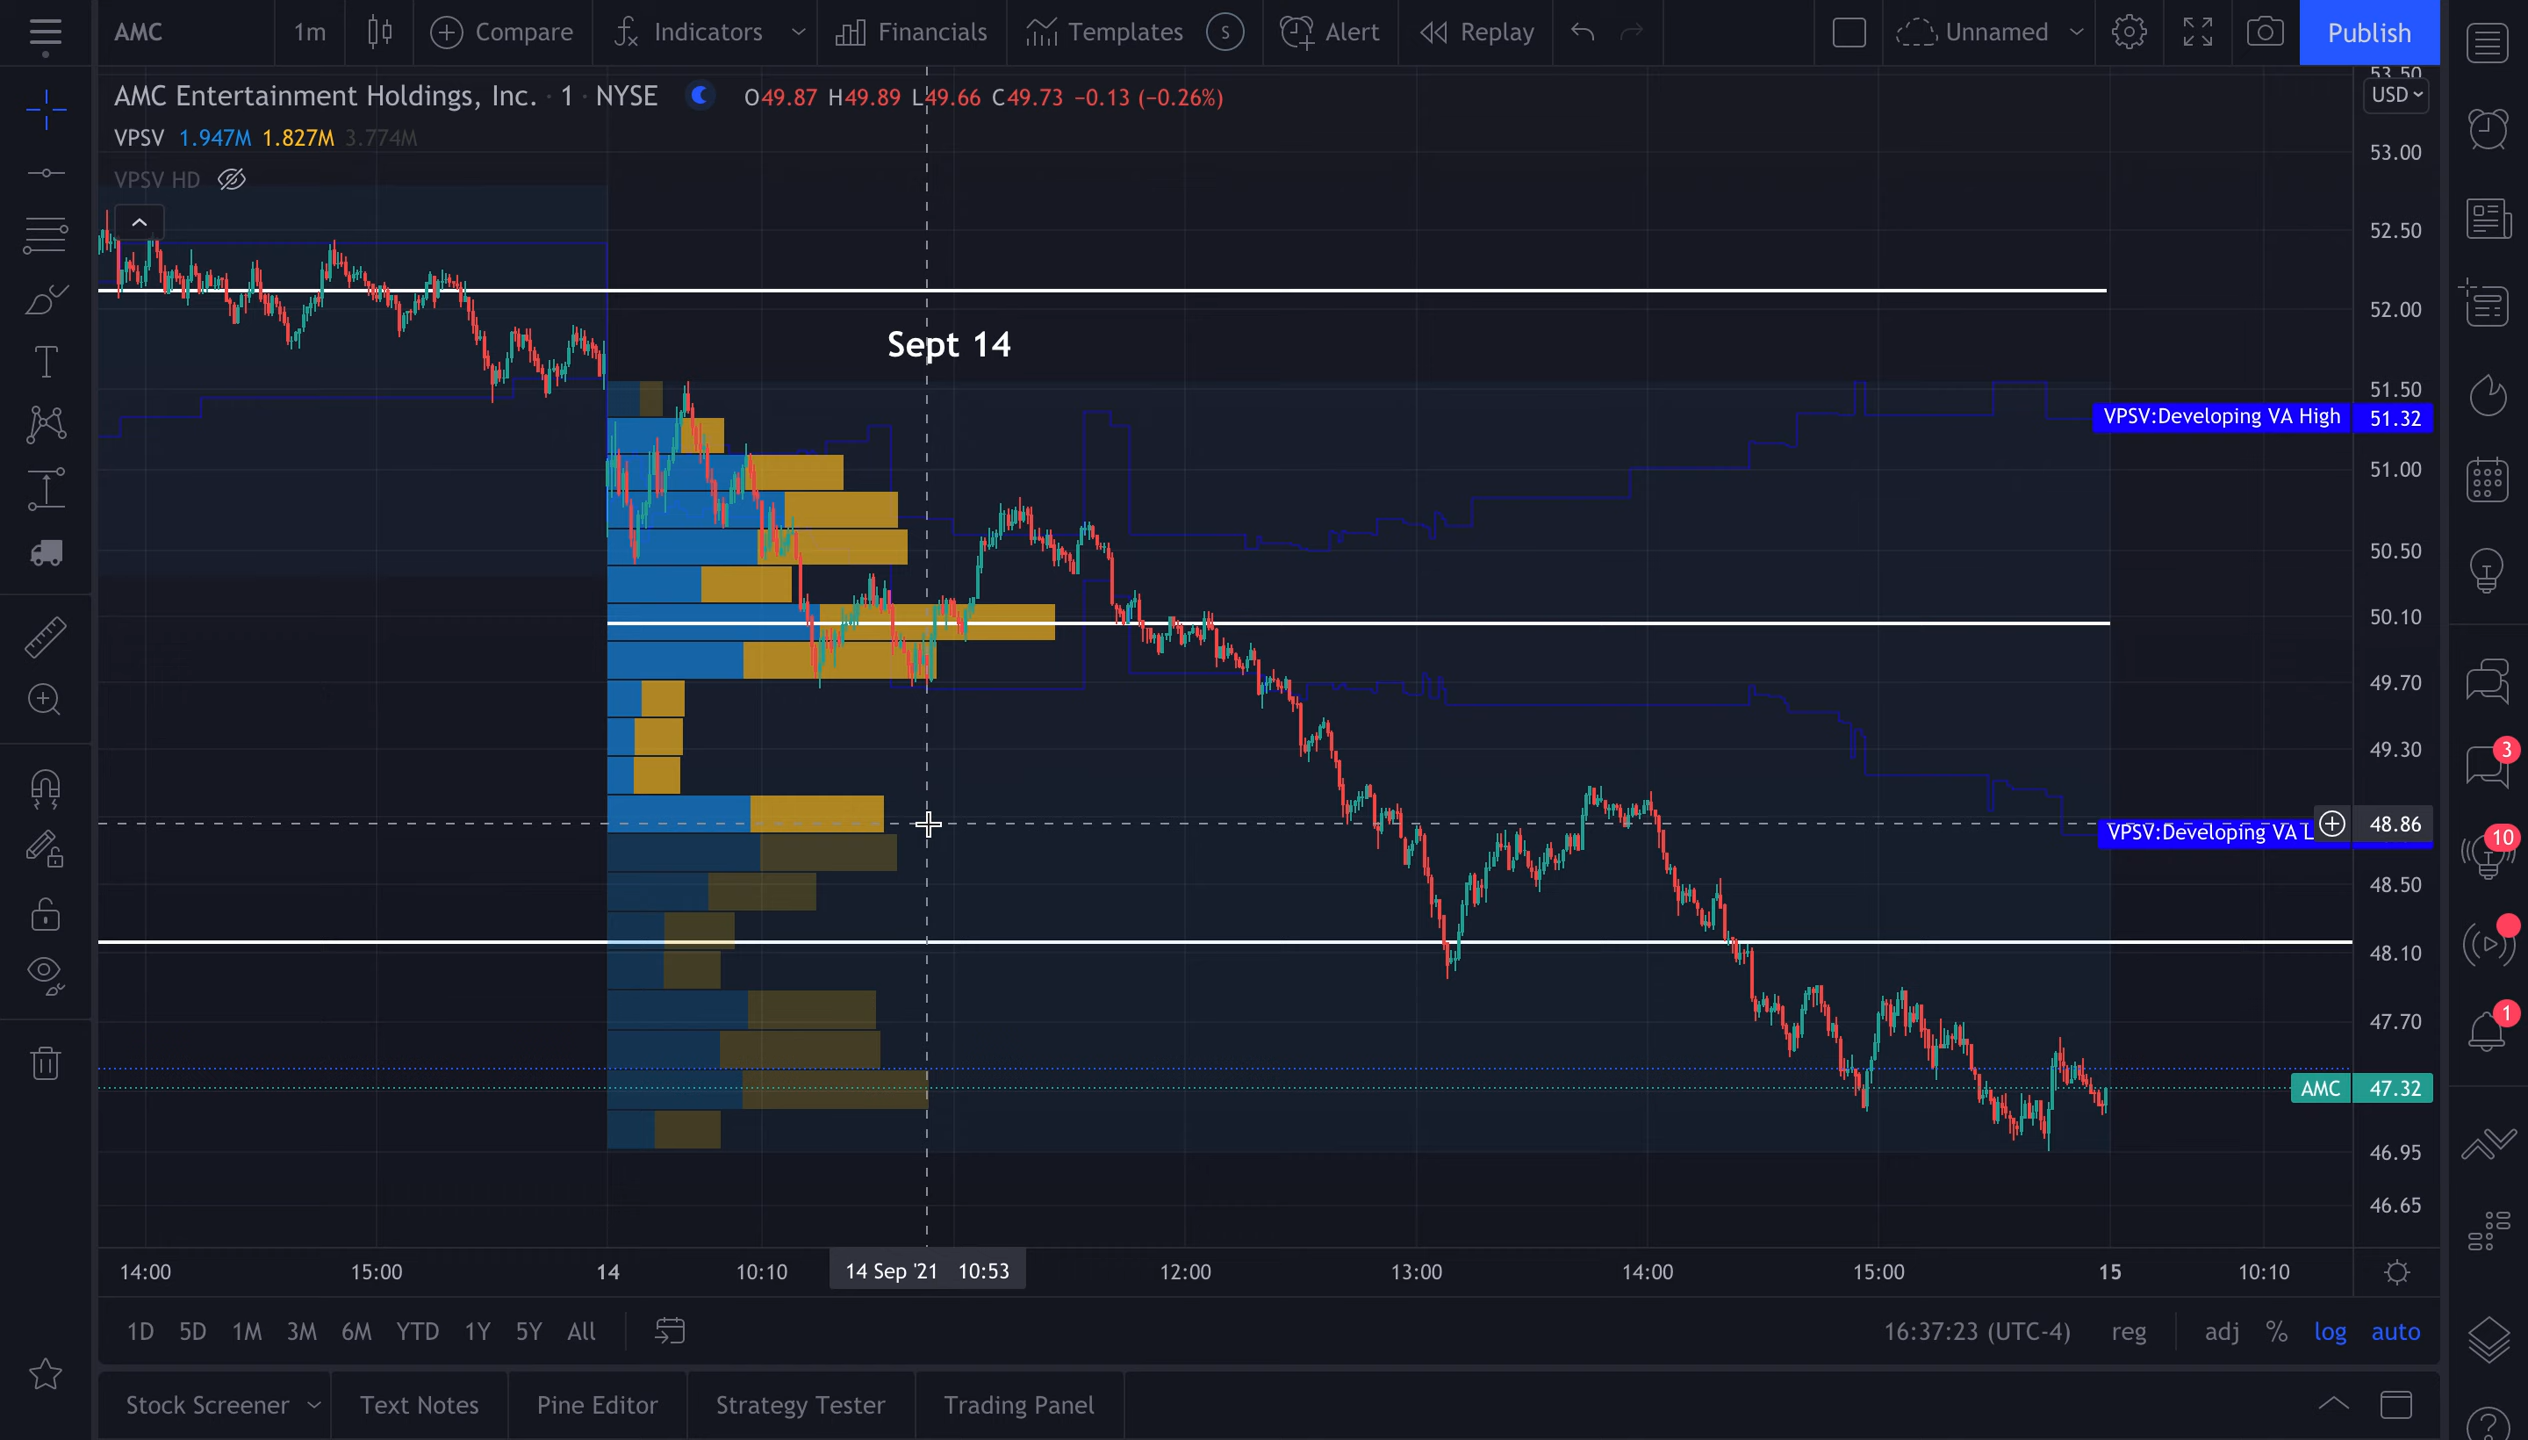 AMC 1m Compare Indicators Financials Templates S Alert Replay Unnamed Publish
AMC Entertainment Holdings, Inc. · 1 · NYSE O49.87 H49.89 L49.66 C49.73 −0.13 (−0.26%)
VPSV 1.947M 1.827M 3.774M
VPSV HD
Sept 14
53.50
USD
53.00
52.50
52.00
51.50
VPSV:Developing VA High 51.32
51.00
50.50
50.10
49.70
49.30
VPSV:Developing VA L 48.86
48.50
48.10
47.70
AMC 47.32
46.95
46.65
3
10
1
14:00 15:00 14 10:10 14 Sep '21 10:53 12:00 13:00 14:00 15:00 15 10:10
1D 5D 1M 3M 6M YTD 1Y 5Y All 16:37:23 (UTC-4) reg adj % log auto
Stock Screener Text Notes Pine Editor Strategy Tester Trading Panel